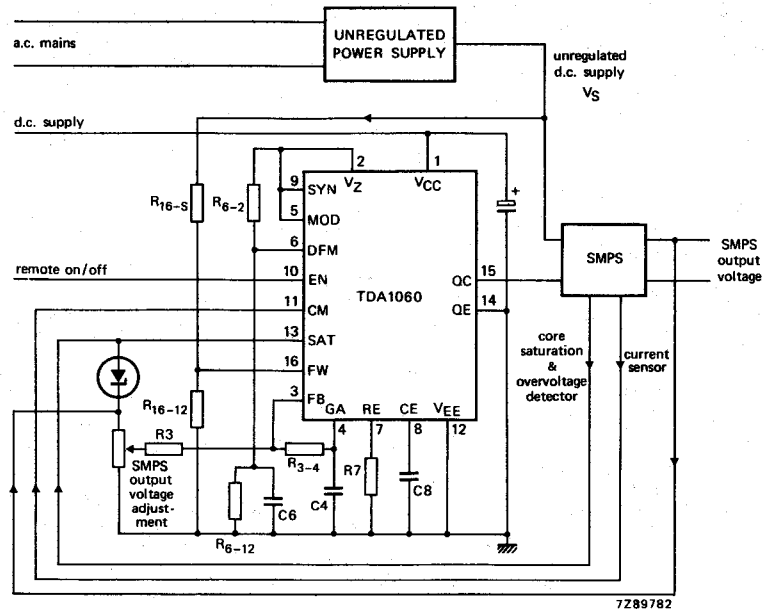 a.c. mains
UNREGULATED
POWER SUPPLY
unregulated
d.c. supply
VS
d.c. supply
2
1
VZ
VCC
+
R16-S
R6-2
9
SYN
5
MOD
6
DFM
remote on/off
10
EN
11
CM
13
SAT
16
FW
3
FB
TDA1060
QC
15
QE
14
SMPS
SMPS
output
voltage
core
saturation
&
overvoltage
detector
current
sensor
GA
RE
CE
VEE
4
7
8
12
R16-12
R3
R3-4
R7
C8
C4
SMPS
output
voltage
adjust-
ment
C6
R6-12
7Z89782